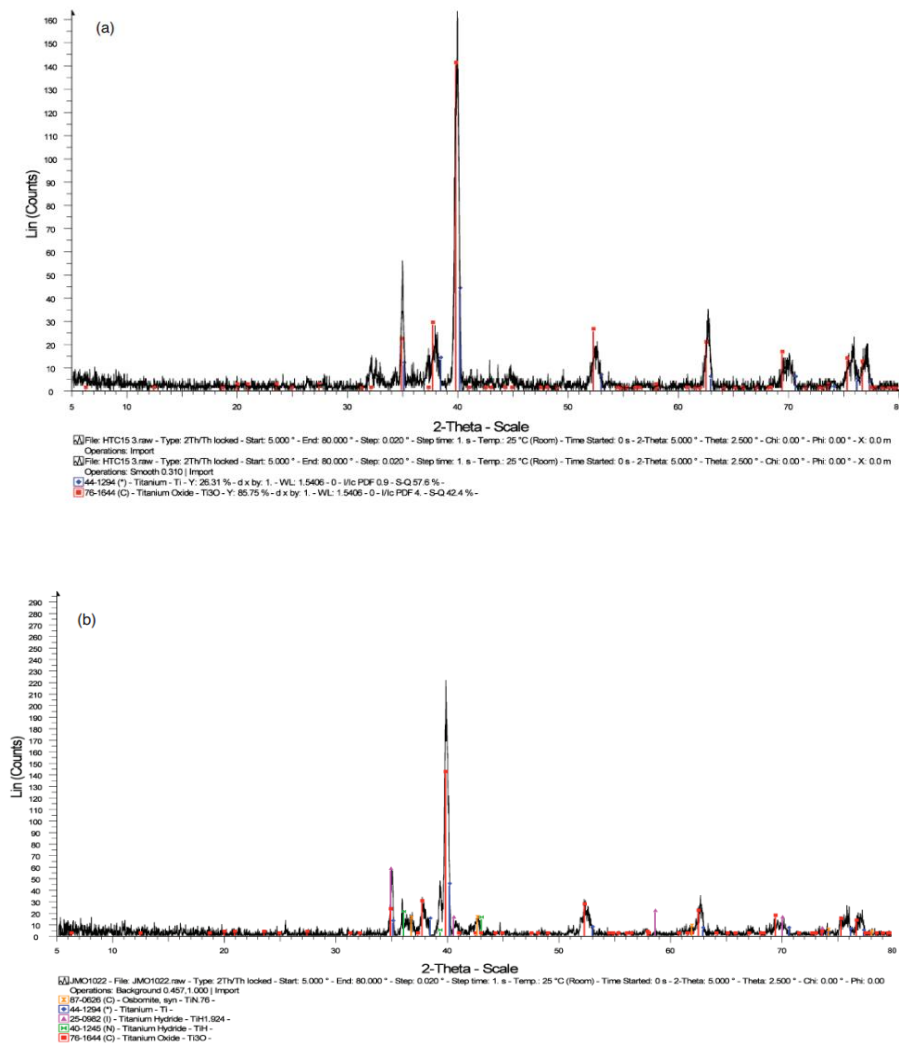 (a)
Lin (Counts)
160
150
140
130
120
110
100
90
80
70
60
50
40
30
20
10
0
5 10 20 30 40 50 60 70 80
2-Theta - Scale
File: HTC15 3.raw - Type: 2Th/Th locked - Start: 5.000 ° - End: 80.000 ° - Step: 0.020 ° - Step time: 1. s - Temp.: 25 °C (Room) - Time Started: 0 s - 2-Theta: 5.000 ° - Theta: 2.500 ° - Chi: 0.00 ° - Phi: 0.00 ° - X: 0.0 m
Operations: Import
File: HTC15 3.raw - Type: 2Th/Th locked - Start: 5.000 ° - End: 80.000 ° - Step: 0.020 ° - Step time: 1. s - Temp.: 25 °C (Room) - Time Started: 0 s - 2-Theta: 5.000 ° - Theta: 2.500 ° - Chi: 0.00 ° - Phi: 0.00 ° - X: 0.0 m
Operations: Smooth 0.310 | Import
44-1294 (*) - Titanium - Ti - Y: 26.31 % - d x by: 1. - WL: 1.5406 - 0 - I/Ic PDF 0.9 - S-Q 57.6 % -
76-1644 (C) - Titanium Oxide - Ti3O - Y: 85.75 % - d x by: 1. - WL: 1.5406 - 0 - I/Ic PDF 4. - S-Q 42.4 % -
(b)
Lin (Counts)
290
280
270
260
250
240
230
220
210
200
190
180
170
160
150
140
130
120
110
100
90
80
70
60
50
40
30
20
10
0
5 10 20 30 40 50 60 70 80
2-Theta - Scale
JMO1022 - File: JMO1022.raw - Type: 2Th/Th locked - Start: 5.000 ° - End: 80.000 ° - Step: 0.020 ° - Step time: 1. s - Temp.: 25 °C (Room) - Time Started: 0 s - 2-Theta: 5.000 ° - Theta: 2.500 ° - Chi: 0.00 ° - Phi: 0.00
Operations: Background 0.457,1.000 | Import
87-0626 (C) - Osbornite, syn - TiN.76 -
44-1294 (*) - Titanium - Ti -
25-0982 (I) - Titanium Hydride - TiH1.924 -
40-1245 (N) - Titanium Hydride - TiH -
76-1644 (C) - Titanium Oxide - Ti3O -